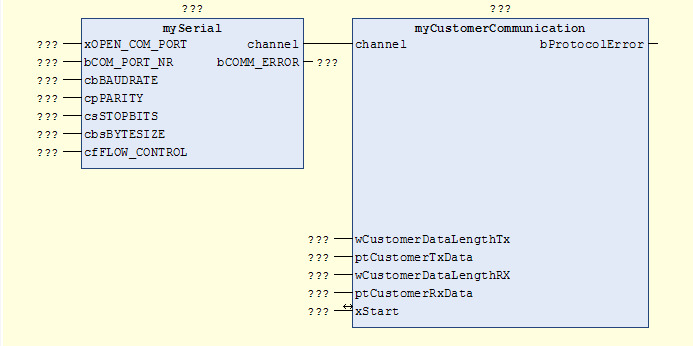 ??? ???
mySerial myCustomerCommunication
??? xOPEN_COM_PORT channel channel bProtocolError
??? bCOM_PORT_NR bCOMM_ERROR ???
??? cbBAUDRATE
??? cpPARITY
??? csSTOPBITS
??? cbsBYTESIZE
??? cfFLOW_CONTROL
??? wCustomerDataLengthTx
??? ptCustomerTxData
??? wCustomerDataLengthRX
??? ptCustomerRxData
??? xStart